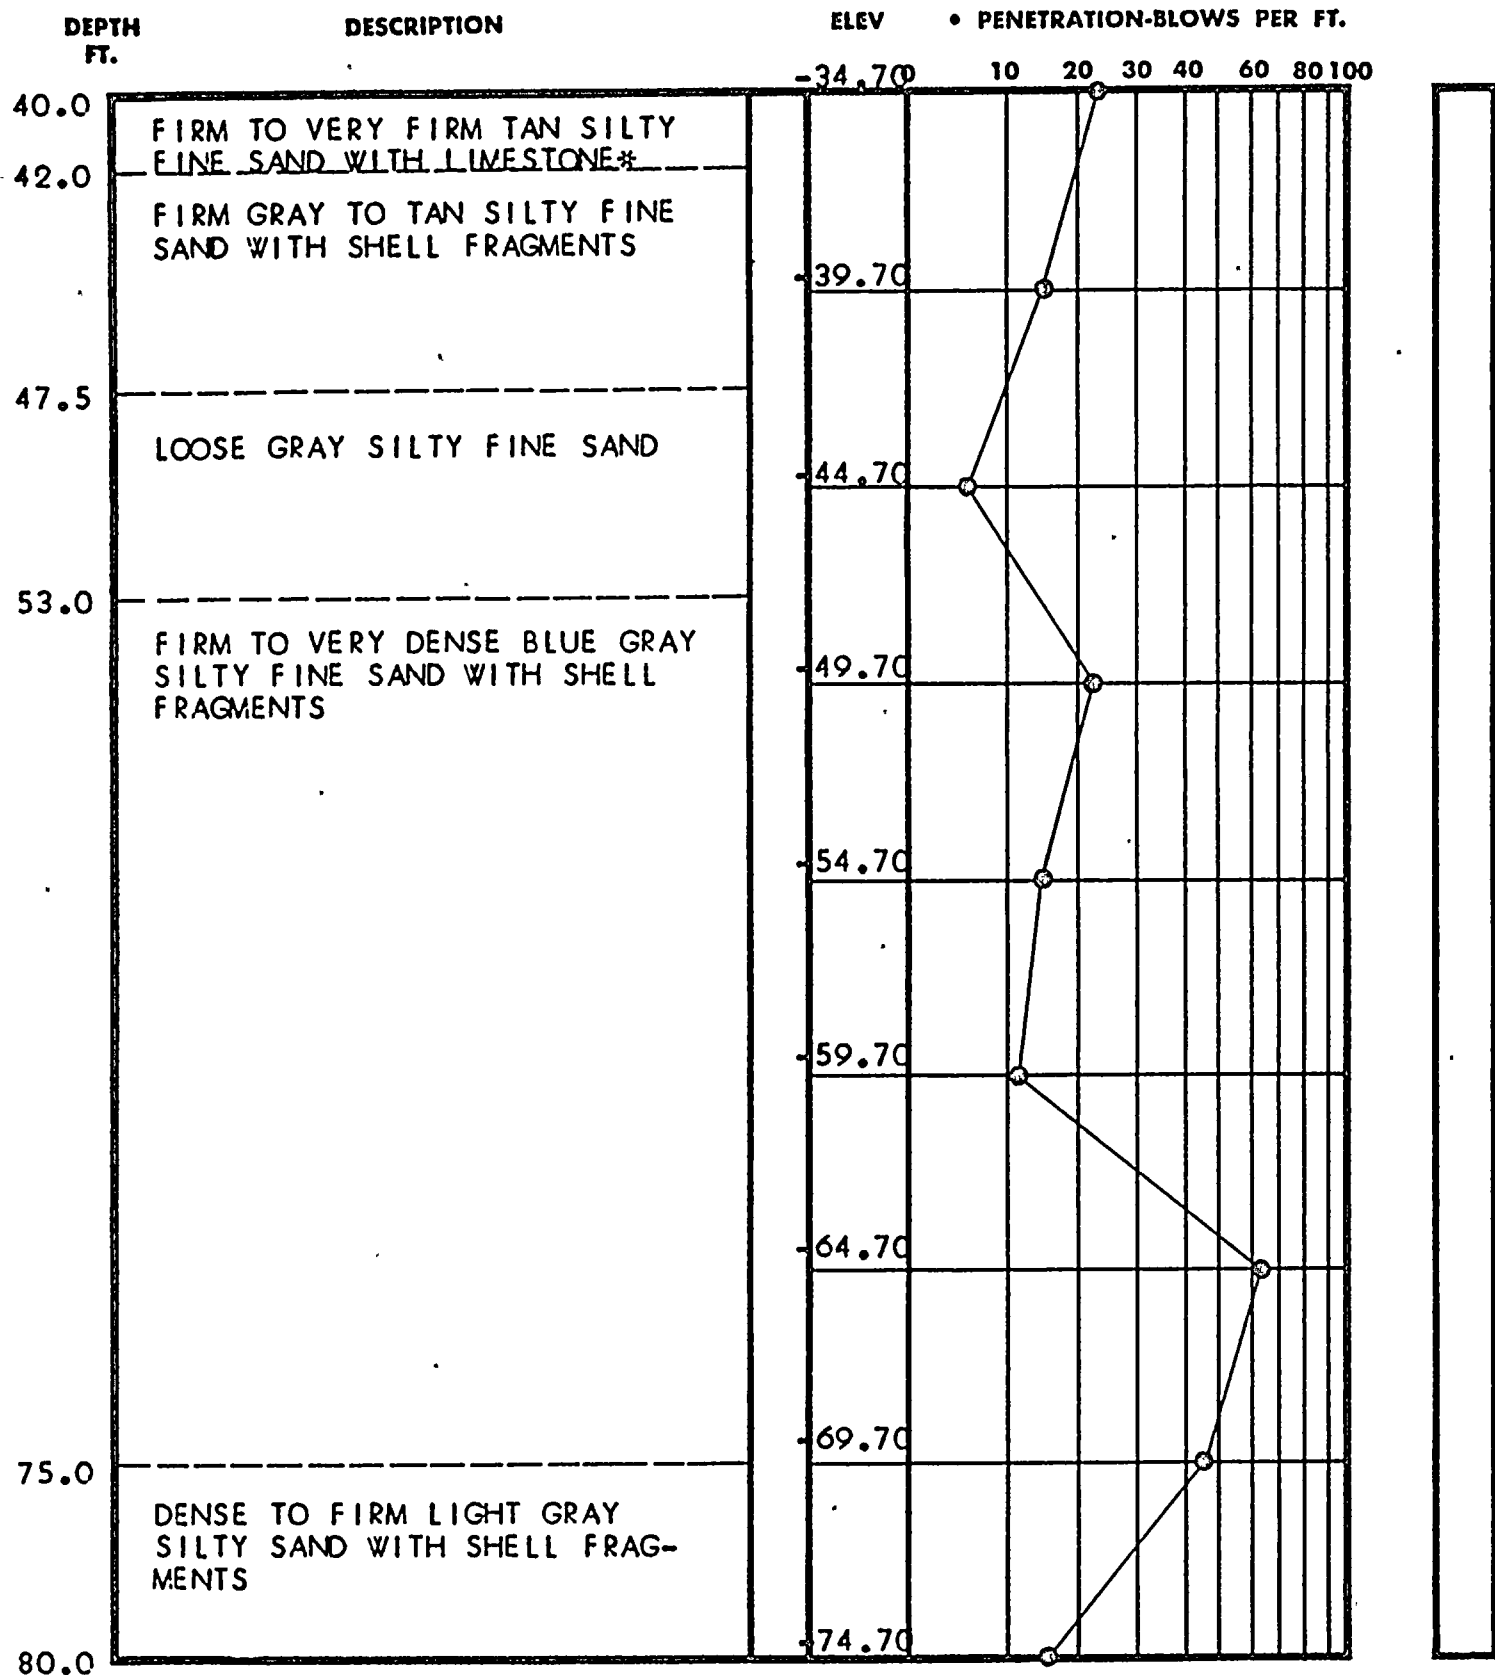 DEPTH FT. DESCRIPTION ELEV • PENETRATION-BLOWS PER FT.
0 10 20 30 40 60 80 100
40.0 -34.70
FIRM TO VERY FIRM TAN SILTY
FINE SAND WITH LIMESTONE*
42.0
FIRM GRAY TO TAN SILTY FINE
SAND WITH SHELL FRAGMENTS
-39.70
47.5
LOOSE GRAY SILTY FINE SAND
-44.70
53.0
FIRM TO VERY DENSE BLUE GRAY
SILTY FINE SAND WITH SHELL
FRAGMENTS
-49.70
-54.70
-59.70
-64.70
-69.70
75.0
DENSE TO FIRM LIGHT GRAY
SILTY SAND WITH SHELL FRAG-
MENTS
-74.70
80.0